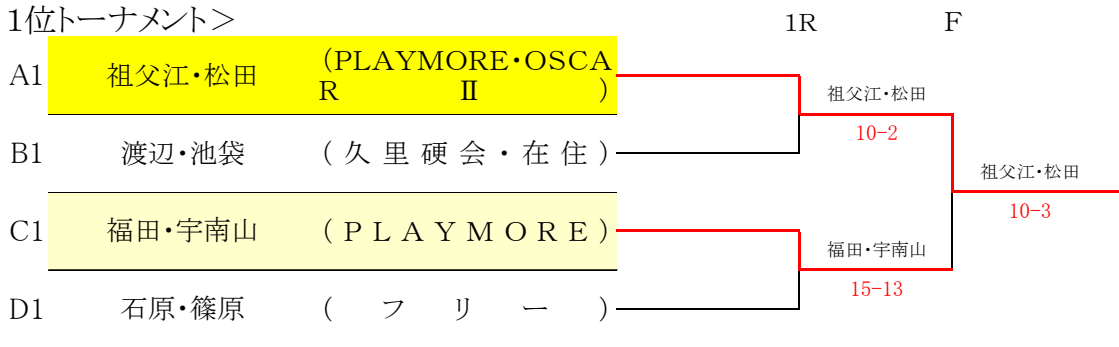 1位トーナメント＞ 1R F
A1 祖父江・松田 (PLAYMORE・OSCA
R Ⅱ )
祖父江・松田
10-2
B1 渡辺・池袋 (久里硬会・在住)
祖父江・松田
10-3
C1 福田・宇南山 (PLAYMORE)
福田・宇南山
15-13
D1 石原・篠原 (フリー)